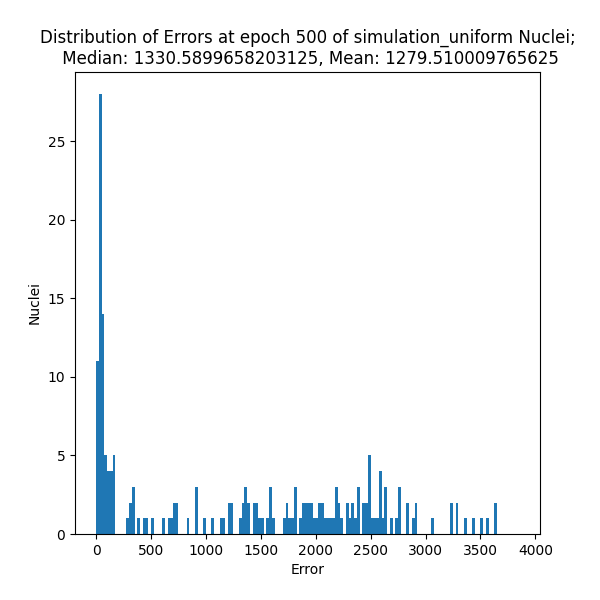 Distribution of Errors at epoch 500 of simulation_uniform Nuclei;
Median: 1330.5899658203125, Mean: 1279.510009765625
25
20
15
10
5
0
Nuclei
0 500 1000 1500 2000 2500 3000 3500 4000
Error